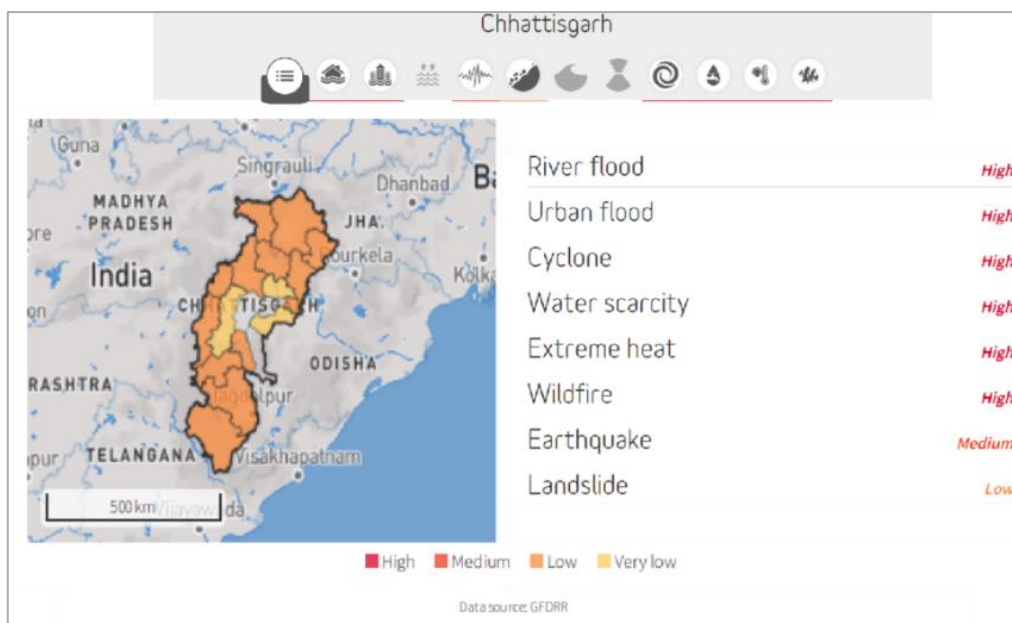 Chhattisgarh
Guna
Singrauli
Dhanbad
MADHYA
PRADESH
JHA.
ourkela
India
Kolka
CHHATTISGARH
ODISHA
RASHTRA
TELANGANA
Visakhapatnam
500 km
River flood High
Urban flood High
Cyclone High
Water scarcity High
Extreme heat High
Wildfire High
Earthquake Medium
Landslide Low
High Medium Low Very low
Data source: GFDRR